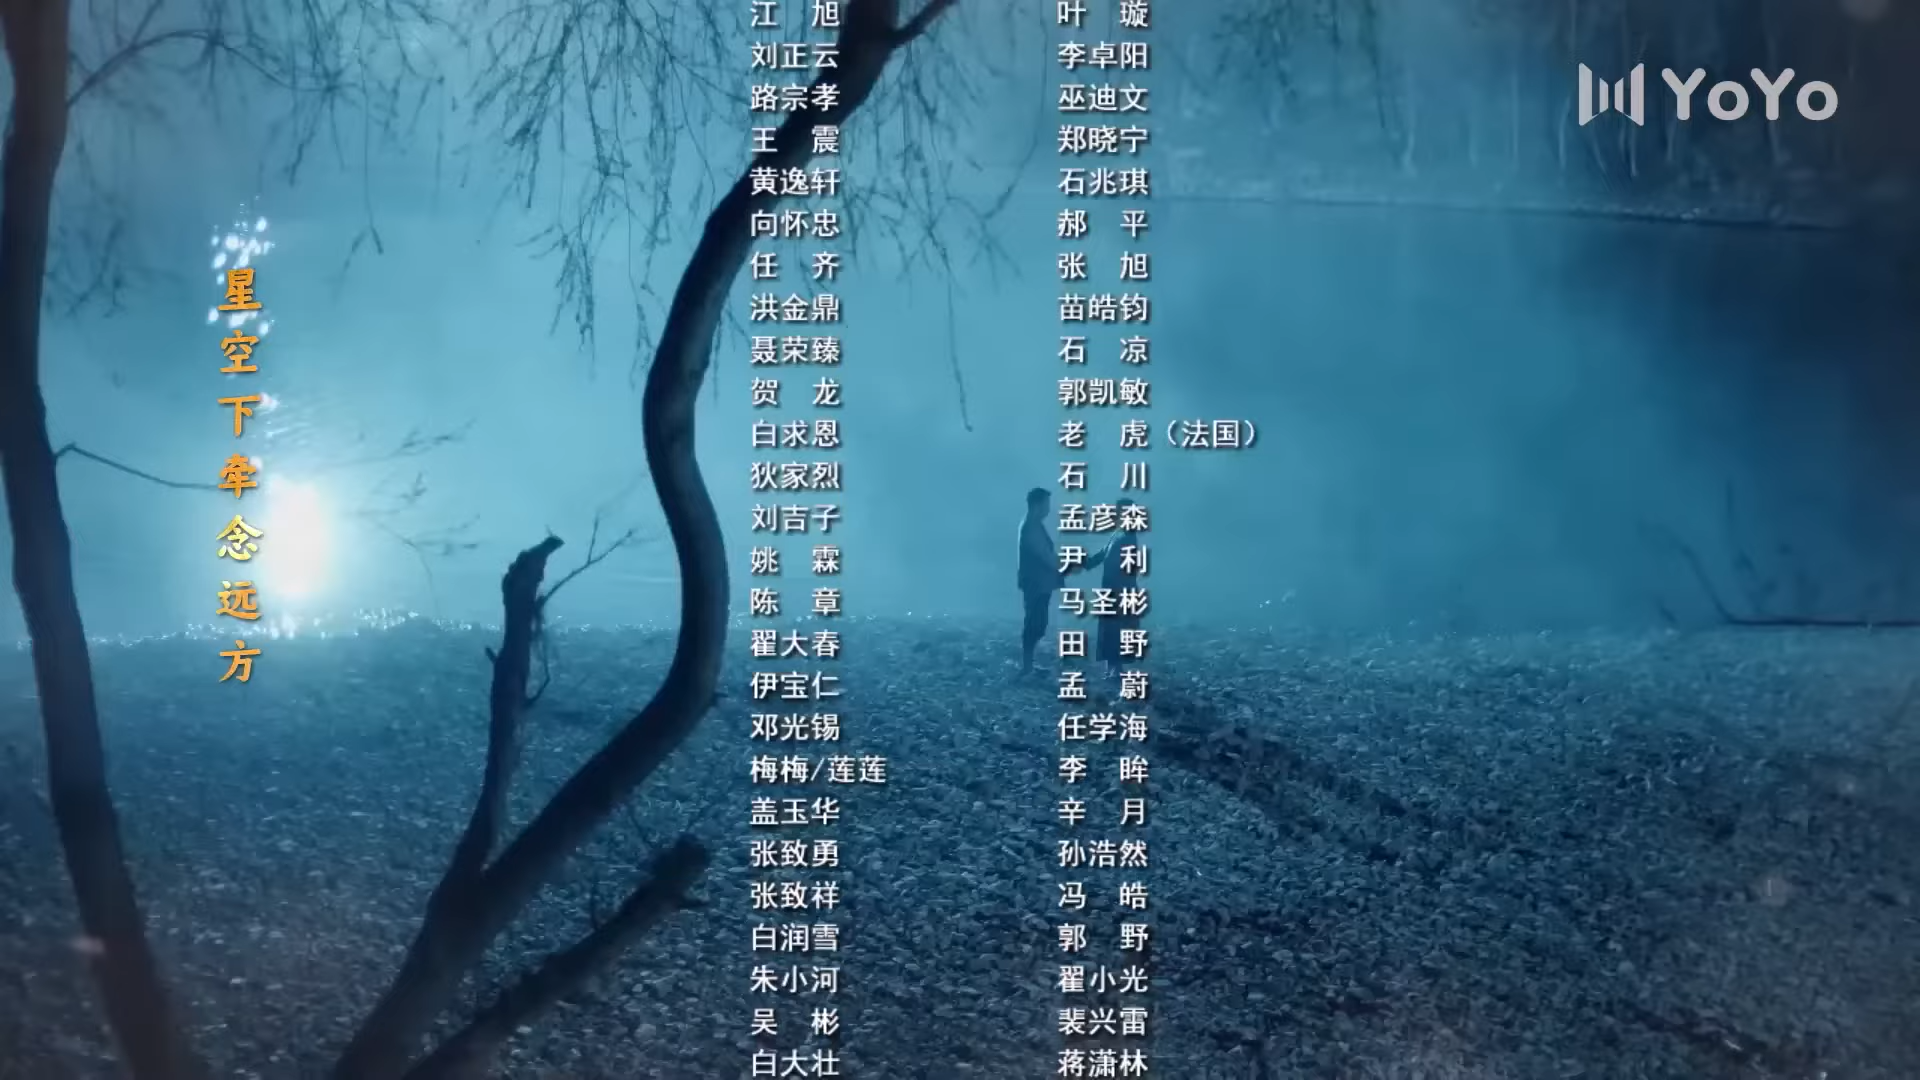 江　旭　叶　璇
刘正云　李卓阳
路宗孝　巫迪文
王　震　郑晓宁
黄逸轩　石兆琪
向怀忠　郝　平
任　齐　张　旭
洪金鼎　苗皓钧
聂荣臻　石　凉
贺　龙　郭凯敏
白求恩　老　虎（法国）
狄家烈　石　川
刘吉子　孟彦森
姚　霖　尹　利
陈　章　马圣彬
翟大春　田　野
伊宝仁　孟　蔚
邓光锡　任学海
梅梅/莲莲　李　眸
盖玉华　辛　月
张致勇　孙浩然
张致祥　冯　皓
白润雪　郭　野
朱小河　翟小光
吴　彬　裴兴雷
白大壮　蒋潇林
星空下牵念远方
YoYo